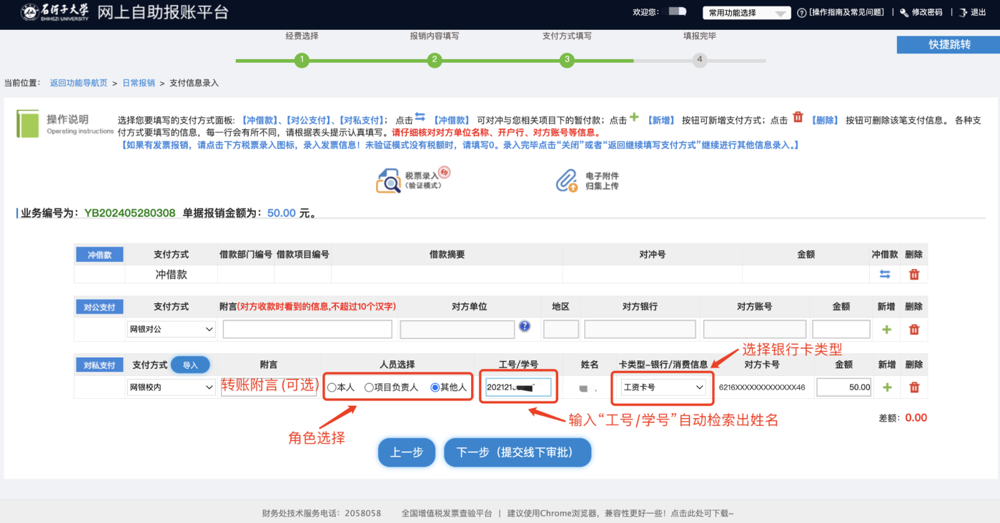 石河子大学 SHIHEZI UNIVERSITY 网上自助报账平台 欢迎您: 常用功能选择 [操作指南及常见问题] | 修改密码 | 退出
经费选择 报销内容填写 支付方式填写 填报完毕
快捷跳转
1 2 3 4
当前位置: 返回功能导航页 > 日常报销 > 支付信息录入
操作说明
Operating instructions
选择您要填写的支付方式面板:【冲借款】、【对公支付】、【对私支付】; 点击 【冲借款】 可对冲与您相关项目下的暂付款; 点击 【新增】 按钮可新增支付方式; 点击 【删除】 按钮可删除该笔支付信息。 各种支
付方式要填写的信息, 每一行会有所不同, 请根据表头提示认真填写。请仔细核对对方单位名称、开户行、对方账号等信息。
【如果有发票报销, 请点击下方税票录入图标, 录入发票信息! 未验证模式没有税额时, 请填写0。录入完毕点击“关闭”或者“返回继续填写支付方式”继续进行其他信息录入。】
税票录入
(验证模式)
电子附件
归集上传
业务编号为: YB202405280308 单据报销金额为: 50.00 元。
冲借款 支付方式 借款部门编号 借款项目编号 借款摘要 对冲号 金额 冲借款 删除
冲借款
对公支付 支付方式 附言(对方收款时看到的信息,不超过10个汉字) 对方单位 地区 对方银行 对方账号 金额 新增 删除
网银对公
选择银行卡类型
对私支付 支付方式 导入 附言 人员选择 工号/学号 姓名 卡类型-银行/消费信息 对方卡号 金额 新增 删除
网银校内 转账附言(可选) 本人 项目负责人 其他人 202121 工资卡号 6216XXXXXXXXXXXXX46 50.00
差额: 0.00
输入“工号/学号”自动检索出姓名
角色选择
上一步 下一步 (提交线下审批)
财务处技术服务电话: 2058058 全国增值税发票查验平台 | 建议使用Chrome浏览器, 兼容性更好一些! 点击此处可下载~